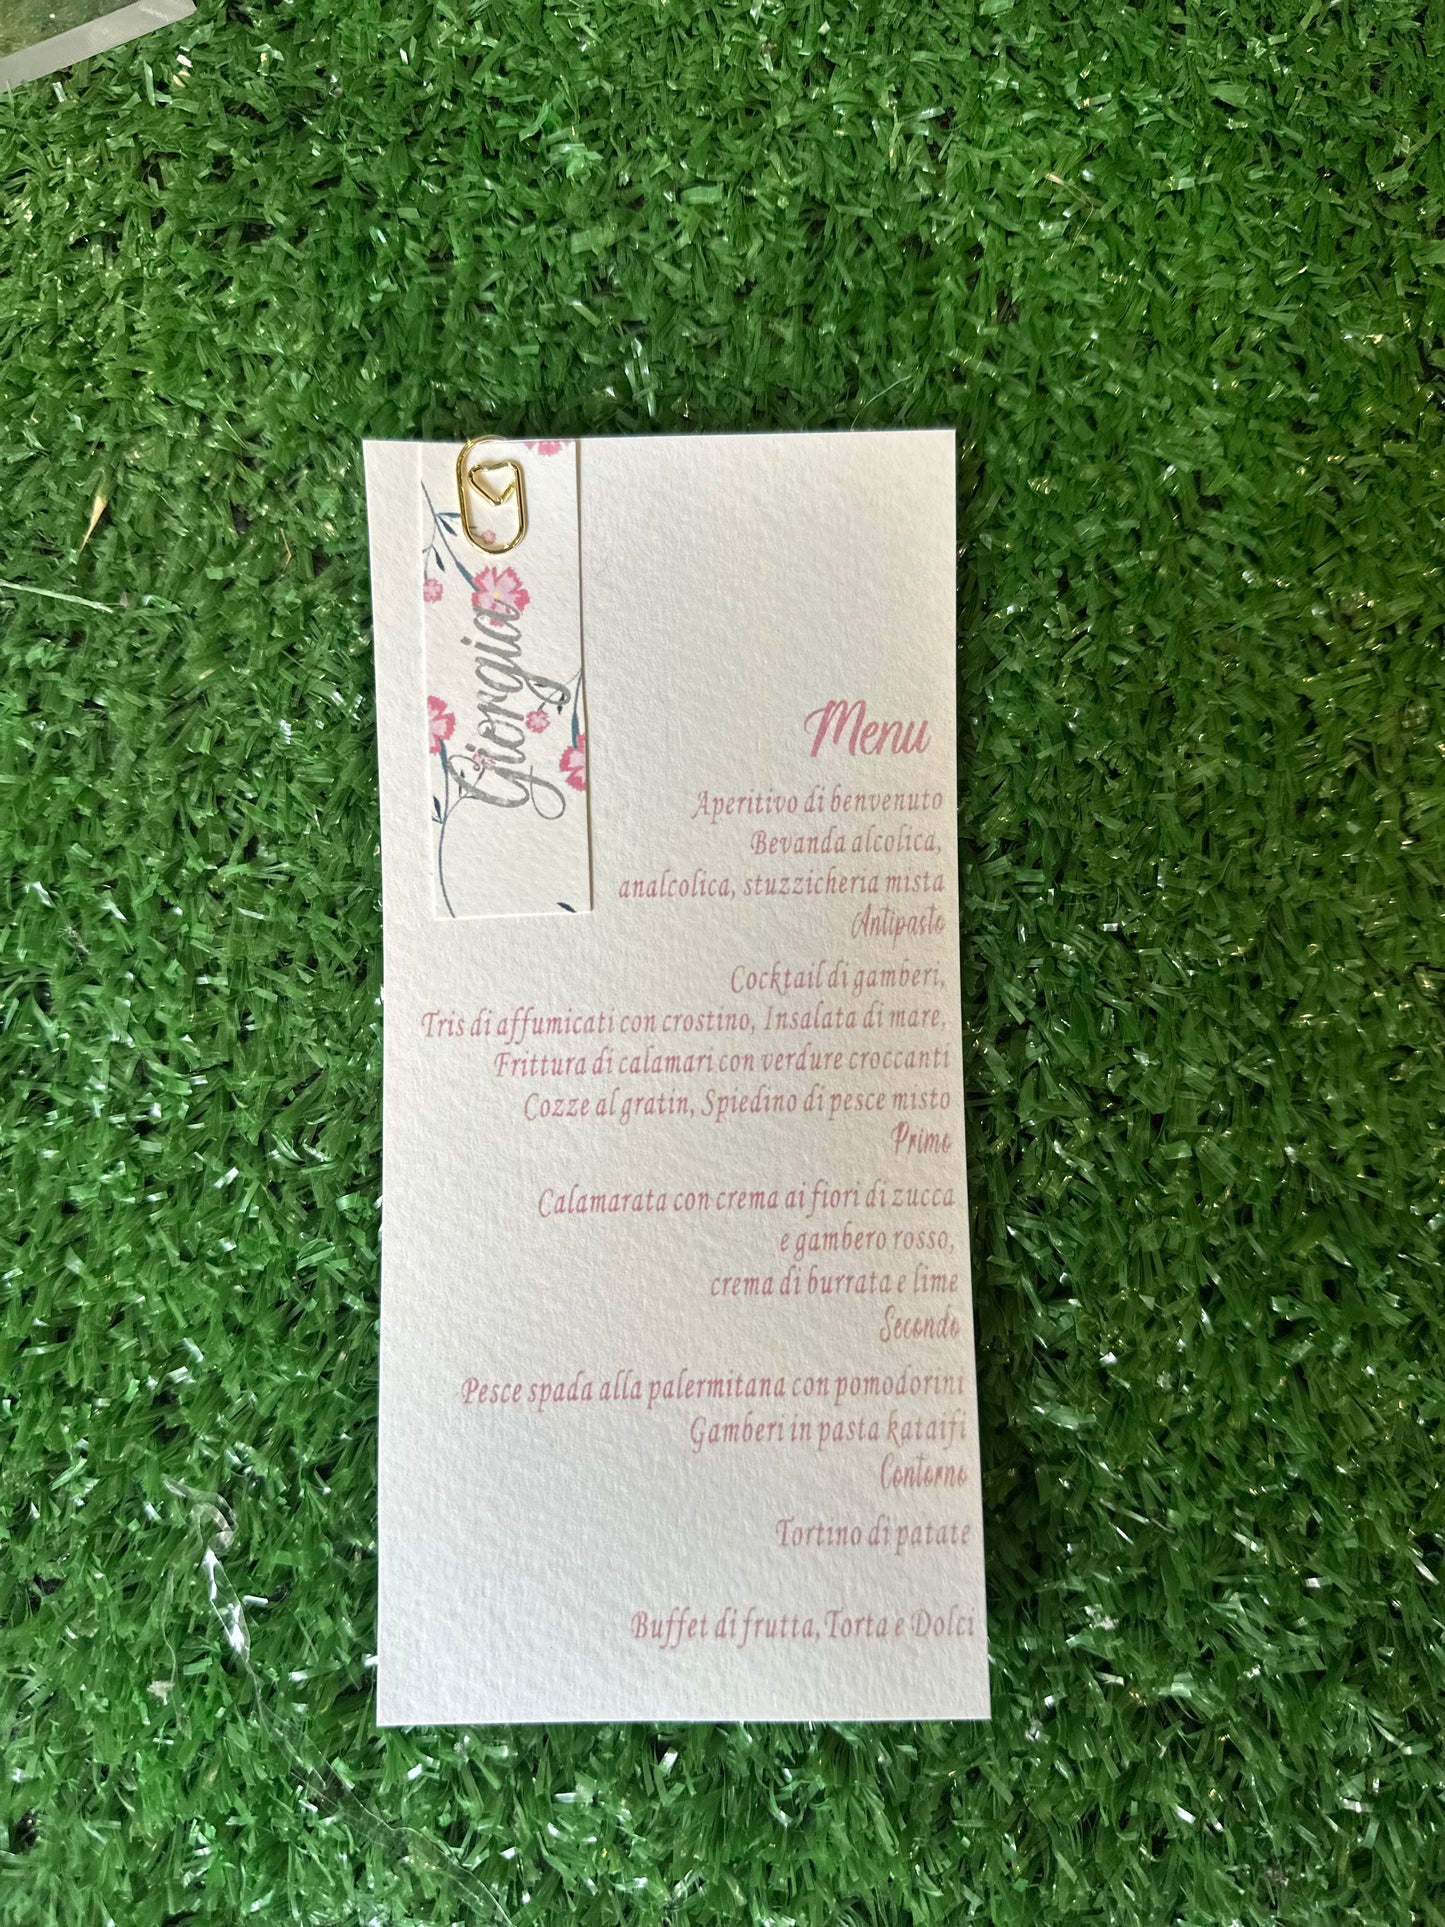 Giorgia
Menu
Aperitivo di benvenuto
Bevanda alcolica,
analcolica, stuzzicheria mista
Antipasto
Cocktail di gamberi,
Tris di affumicati con crostino, Insalata di mare,
Frittura di calamari con verdure croccanti
Cozze al gratin, Spiedino di pesce misto
Primo
Calamarata con crema ai fiori di zucca
e gambero rosso,
crema di burrata e lime
Secondo
Pesce spada alla palermitana con pomodorini
Gamberi in pasta kataifi
Contorno
Tortino di patate
Buffet di frutta, Torta e Dolci